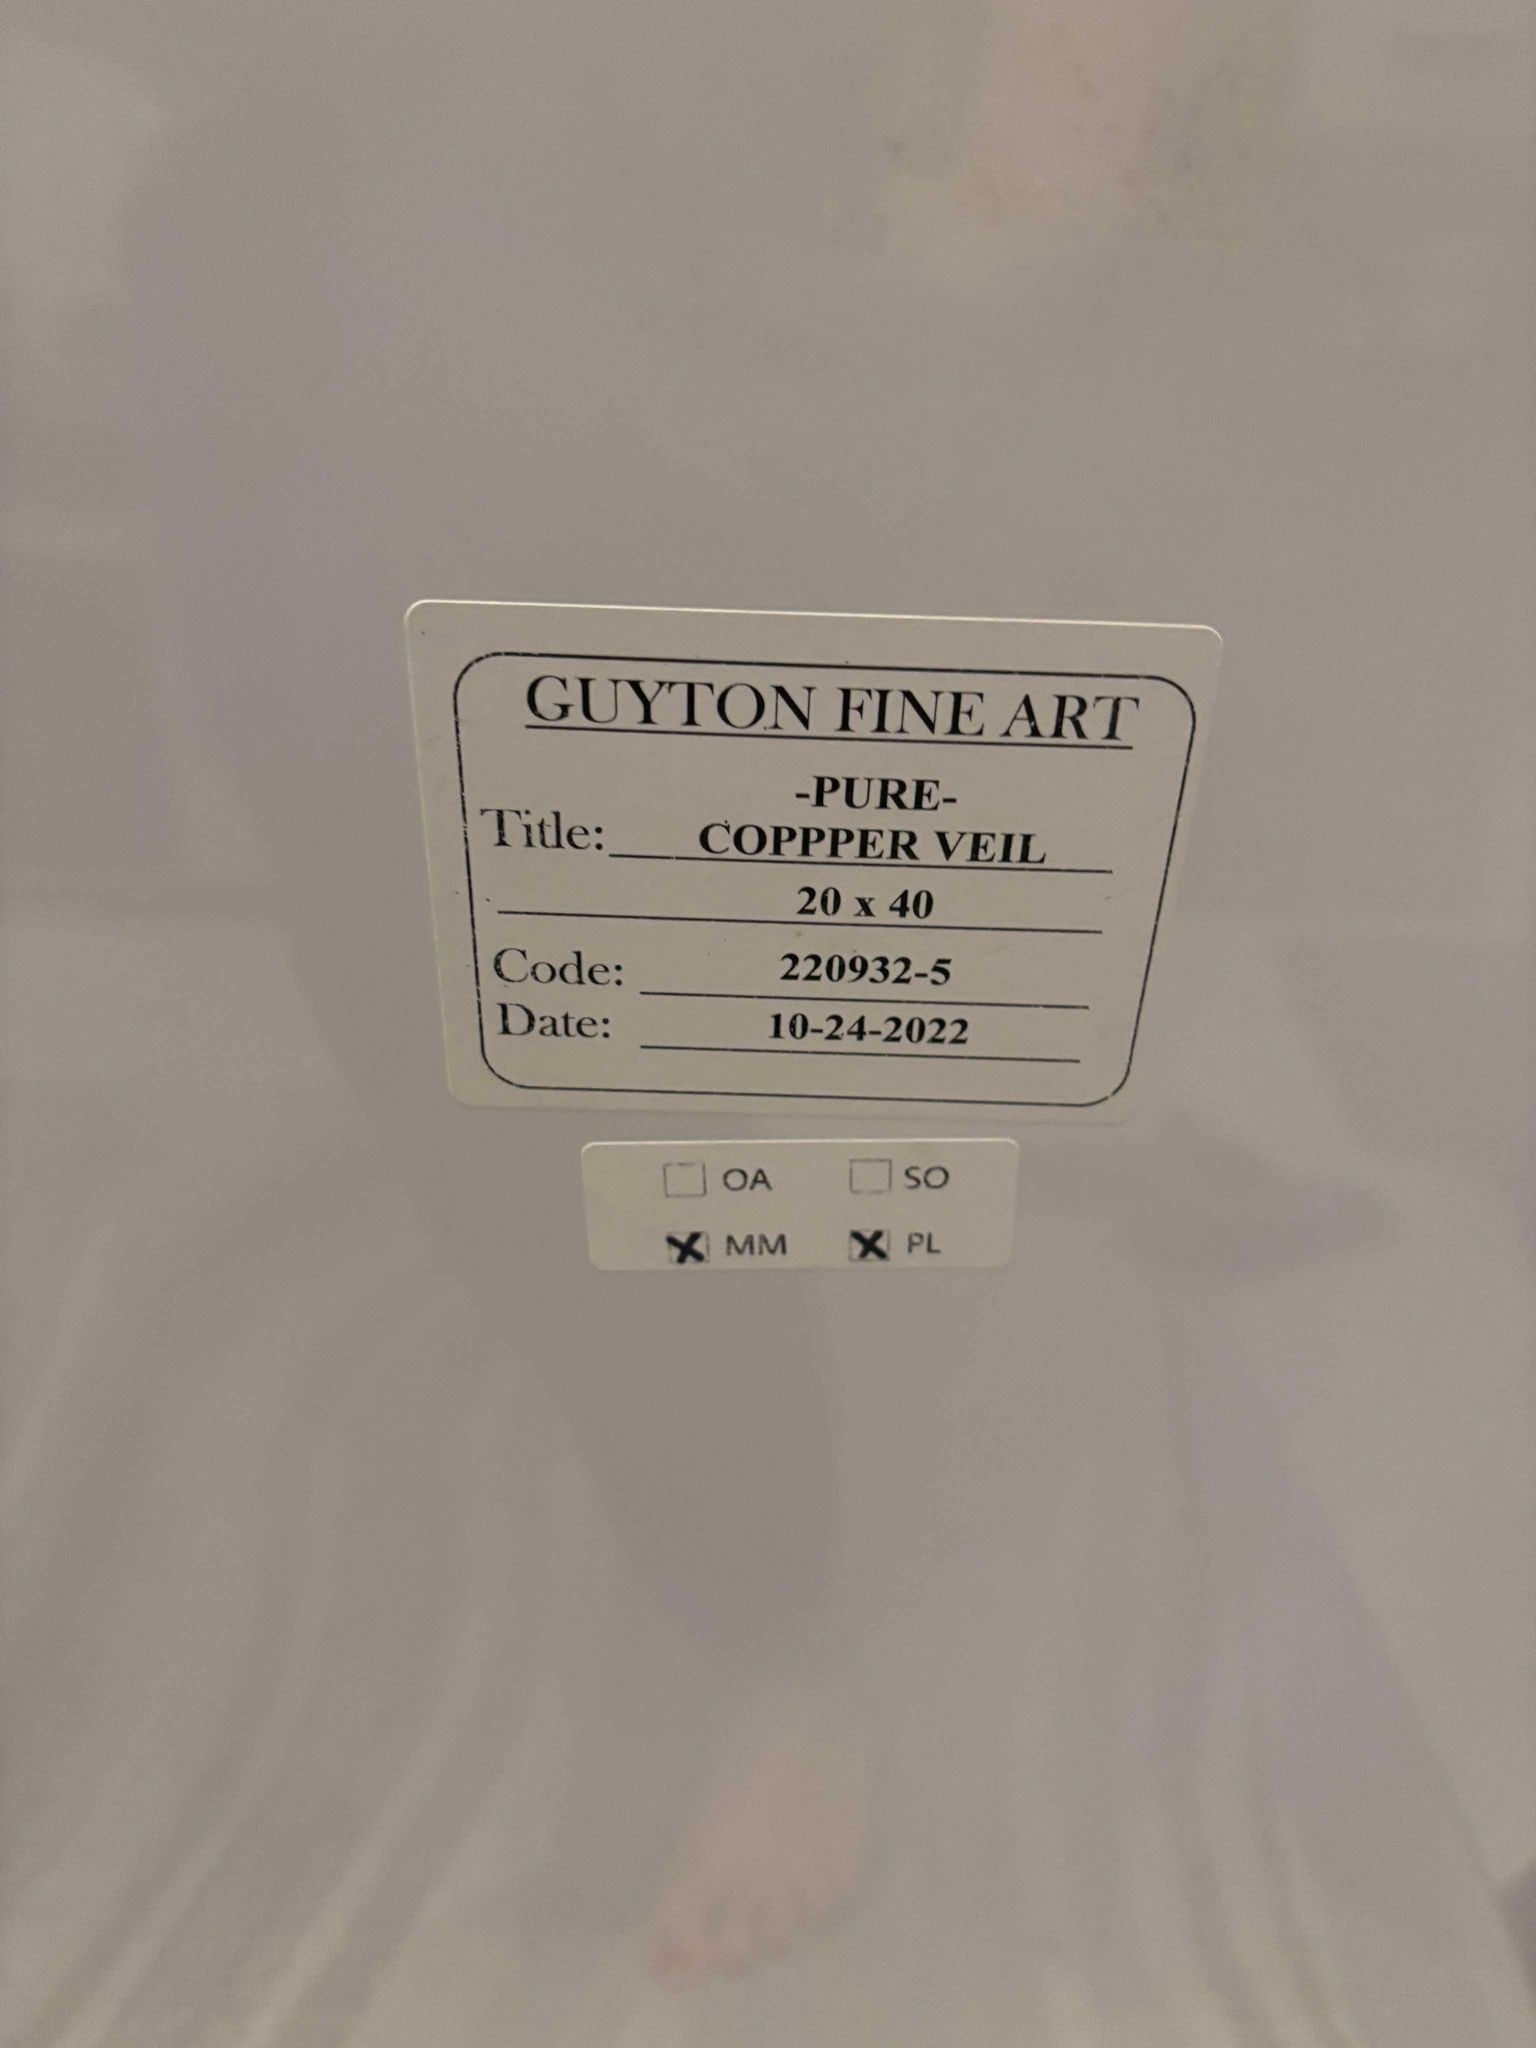 GUYTON FINE ART
-PURE-
Title: COPPPER VEIL
20 x 40
Code: 220932-5
Date: 10-24-2022
OA SO
MM PL